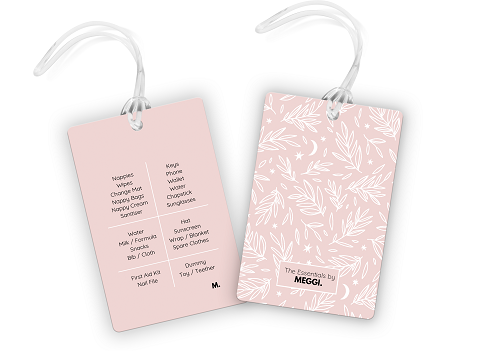 Nappies
Wipes
Change Mat
Nappy Bags
Nappy Cream
Sanitiser
Keys
Phone
Wallet
Water
Chapstick
Sunglasses
Water
Milk / Formula
Snacks
Bib / Cloth
Hat
Sunscreen
Wrap / Blanket
Spare Clothes
First Aid Kit
Nail File
Dummy
Toy / Teether
M.
The Essentials by
MEGGI.